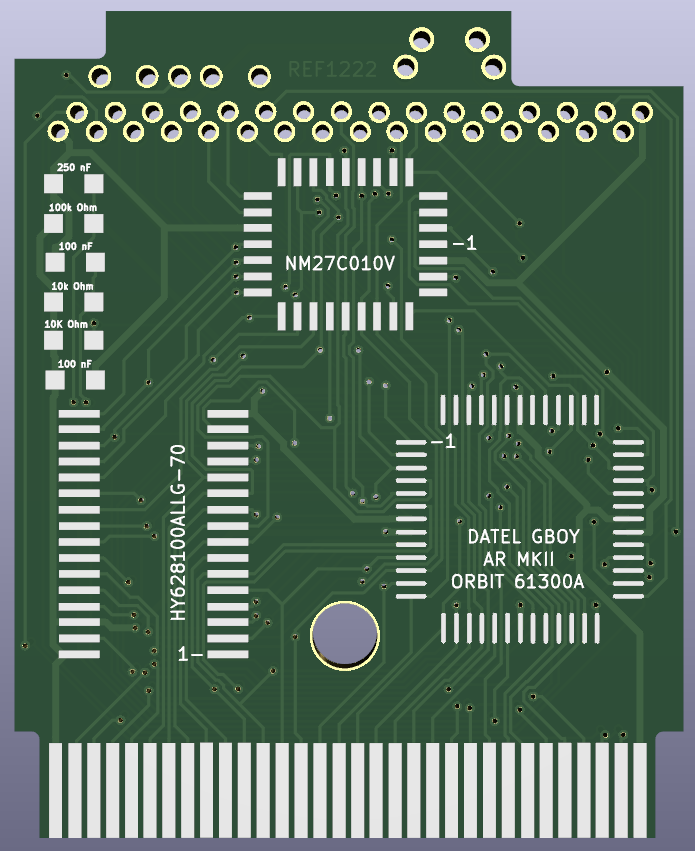 REF1222
250 nF
100k Ohm
100 nF
10k Ohm
10K Ohm
100 nF
NM27C010V
-1
-1
HY628100ALLG-70
1-
DATEL GBOY
AR MKII
ORBIT 61300A